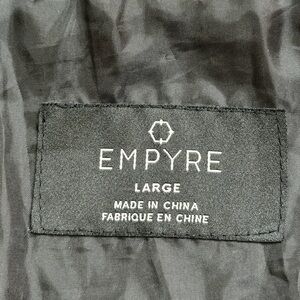 EMPYRE
LARGE
MADE IN CHINA
FABRIQUE EN CHINE